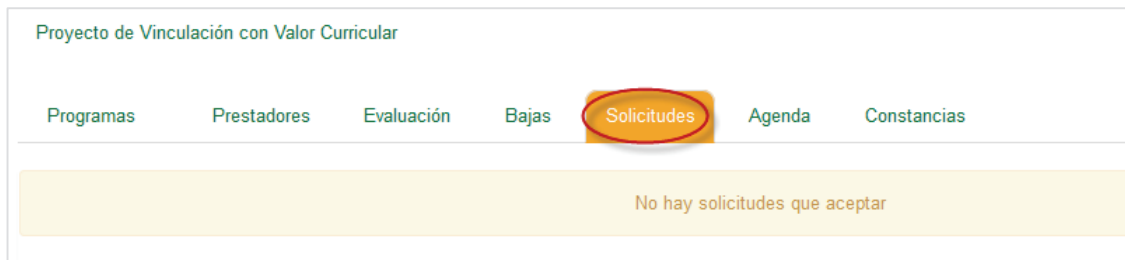 Proyecto de Vinculación con Valor Curricular
Programas Prestadores Evaluación Bajas Solicitudes Agenda Constancias
No hay solicitudes que aceptar